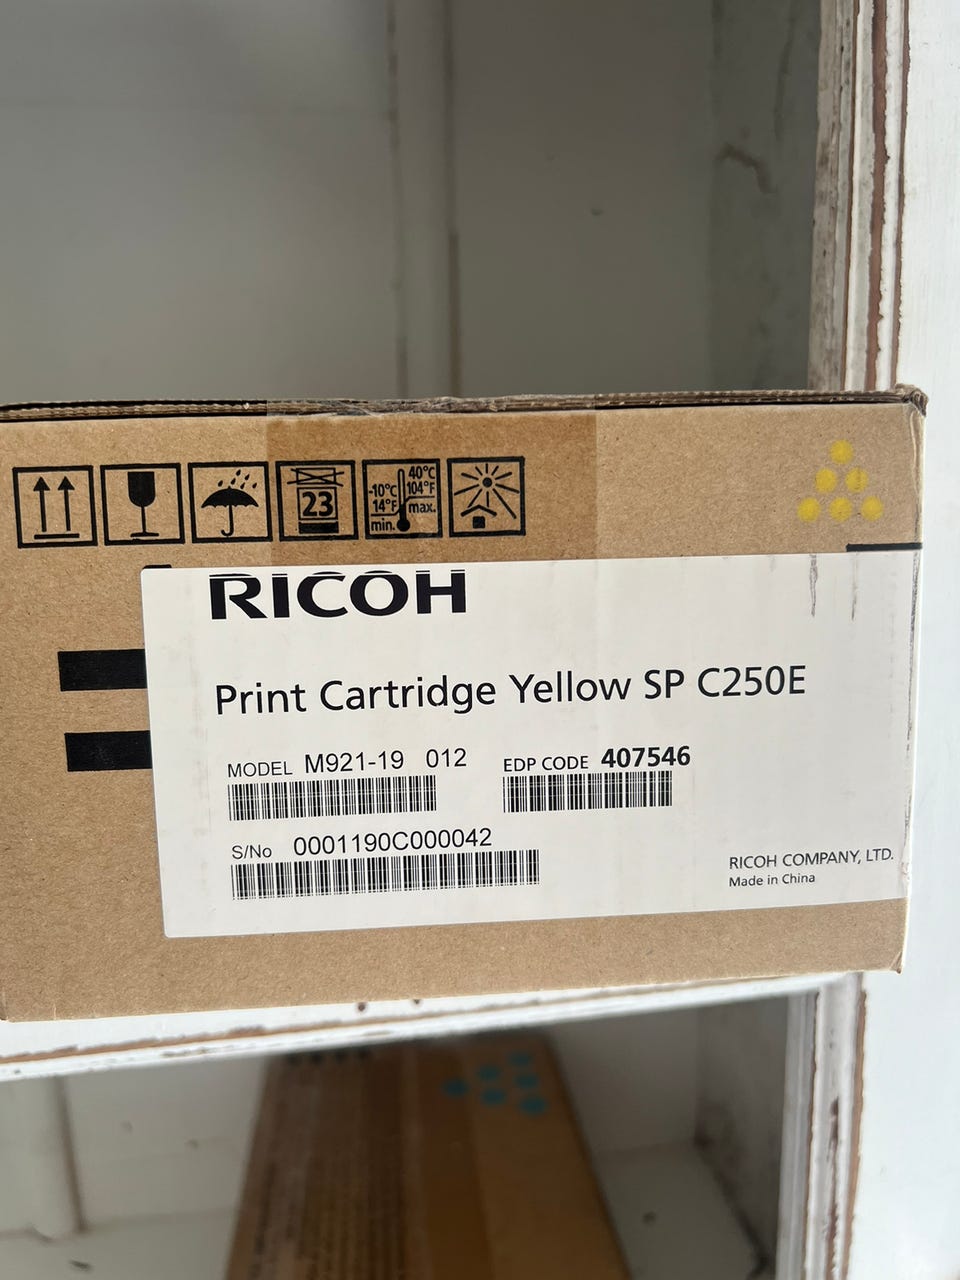 23
-10°C
14°F
min.
40°C
104°F
max.
RICOH
Print Cartridge Yellow SP C250E
MODEL M921-19 012 EDP CODE 407546
S/No 0001190C000042
RICOH COMPANY, LTD.
Made in China